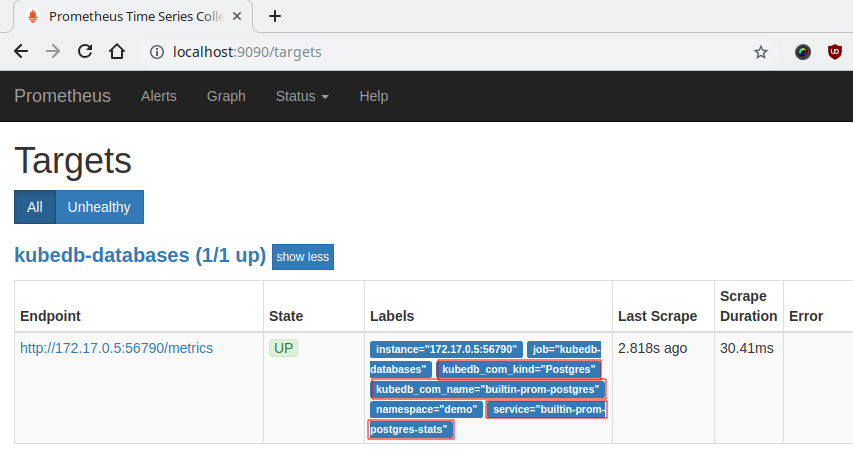 Prometheus Time Series Colle
localhost:9090/targets
Prometheus Alerts Graph Status Help
Targets
All Unhealthy
kubedb-databases (1/1 up) show less
Endpoint State Labels Last Scrape Scrape Duration Error
http://172.17.0.5:56790/metrics UP instance="172.17.0.5:56790" job="kubedb-
databases" kubedb_com_kind="Postgres"
kubedb_com_name="builtin-prom-postgres"
namespace="demo" service="builtin-prom-
postgres-stats"
2.818s ago 30.41ms